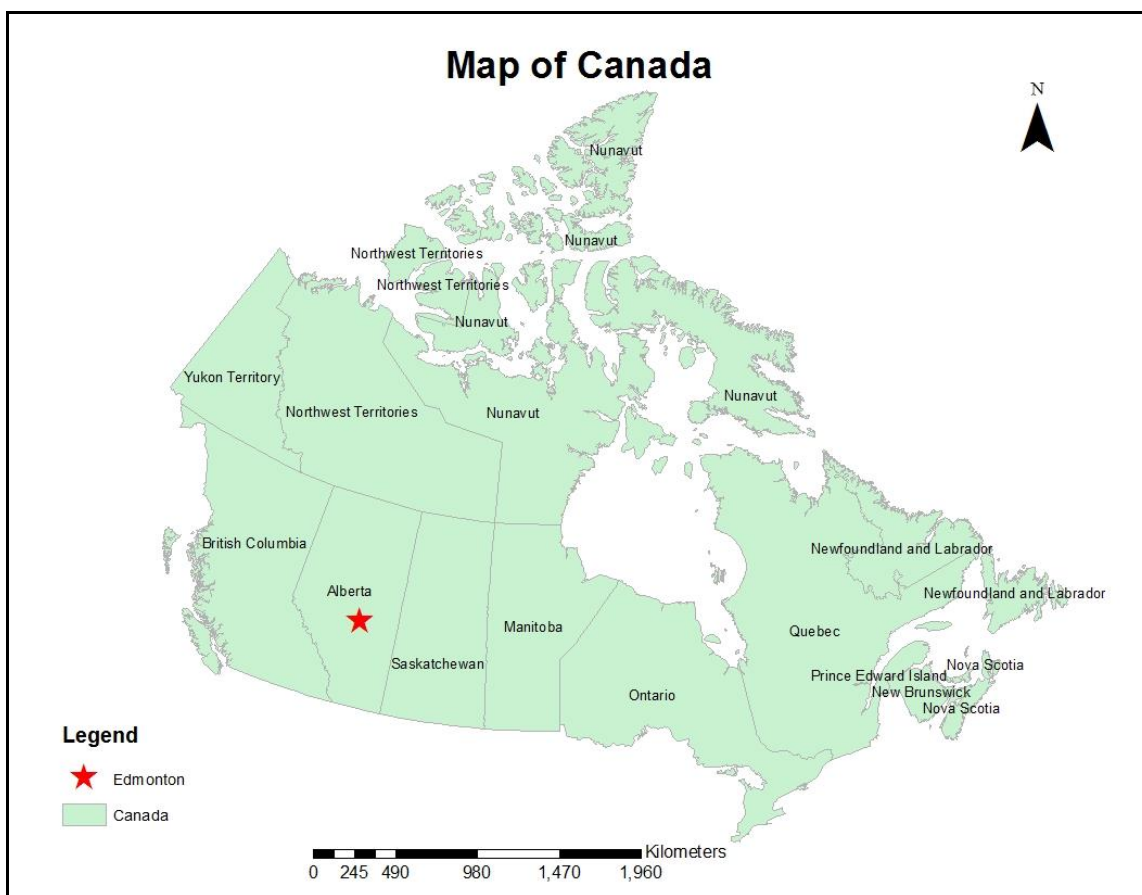 Map of Canada
N
Nunavut
Nunavut
Northwest Territories
Northwest Territories
Nunavut
Yukon Territory
Northwest Territories
Nunavut
Nunavut
British Columbia
Newfoundland and Labrador
Alberta
Newfoundland and Labrador
Manitoba
Quebec
Saskatchewan
Nova Scotia
Prince Edward Island
New Brunswick
Ontario
Nova Scotia
Legend
Edmonton
Canada
Kilometers
0 245 490 980 1,470 1,960